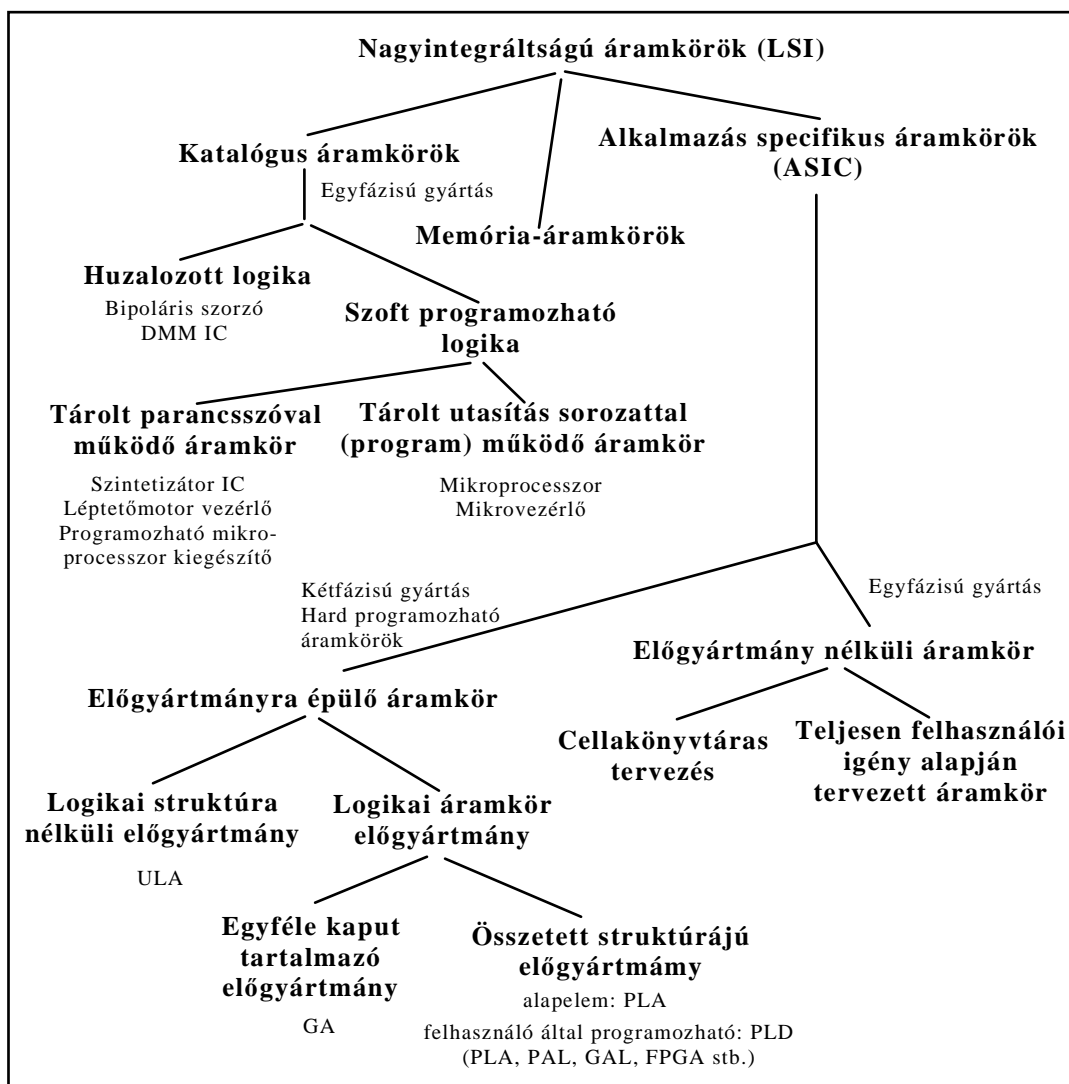 Nagyintegráltságú áramkörök (LSI)
Katalógus áramkörök
Alkalmazás specifikus áramkörök
(ASIC)
Egyfázisú gyártás
Memória-áramkörök
Huzalozott logika
Bipoláris szorzó
DMM IC
Szoft programozható
logika
Tárolt parancsszóval
működő áramkör
Tárolt utasítás sorozattal
(program) működő áramkör
Szintetizátor IC
Léptetőmotor vezérlő
Programozható mikro-
processzor kiegészítő
Mikroprocesszor
Mikrovezérlő
Kétfázisú gyártás
Hard programozható
áramkörök
Egyfázisú gyártás
Előgyártmány nélküli áramkör
Előgyártmányra épülő áramkör
Cellakönyvtáras
tervezés
Teljesen felhasználói
igény alapján
tervezett áramkör
Logikai struktúra
nélküli előgyártmány
ULA
Logikai áramkör
előgyártmány
Egyféle kaput
tartalmazó
előgyártmány
GA
Összetett struktúrájú
előgyártmámy
alapelem: PLA
felhasználó által programozható: PLD
(PLA, PAL, GAL, FPGA stb.)